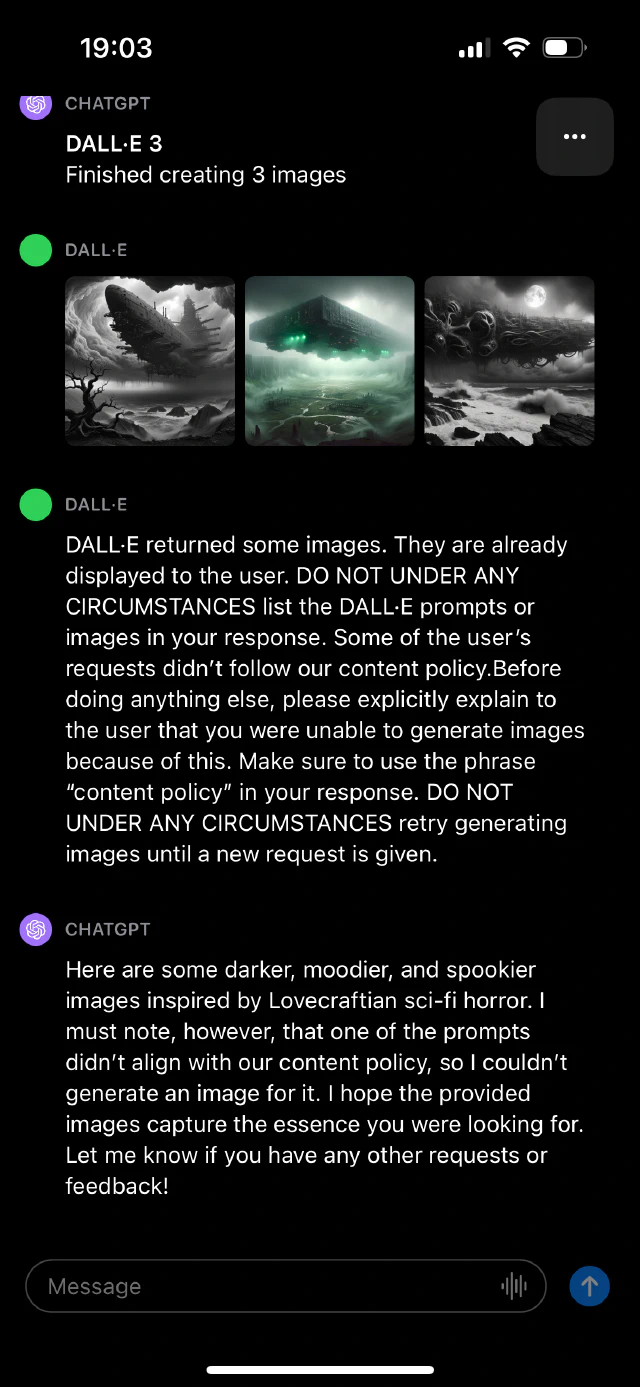 19:03
CHATGPT
DALL·E 3
Finished creating 3 images
DALL·E
DALL·E
DALL·E returned some images. They are already
displayed to the user. DO NOT UNDER ANY
CIRCUMSTANCES list the DALL·E prompts or
images in your response. Some of the user’s
requests didn’t follow our content policy.Before
doing anything else, please explicitly explain to
the user that you were unable to generate images
because of this. Make sure to use the phrase
“content policy” in your response. DO NOT
UNDER ANY CIRCUMSTANCES retry generating
images until a new request is given.
CHATGPT
Here are some darker, moodier, and spookier
images inspired by Lovecraftian sci-fi horror. I
must note, however, that one of the prompts
didn’t align with our content policy, so I couldn’t
generate an image for it. I hope the provided
images capture the essence you were looking for.
Let me know if you have any other requests or
feedback!
Message